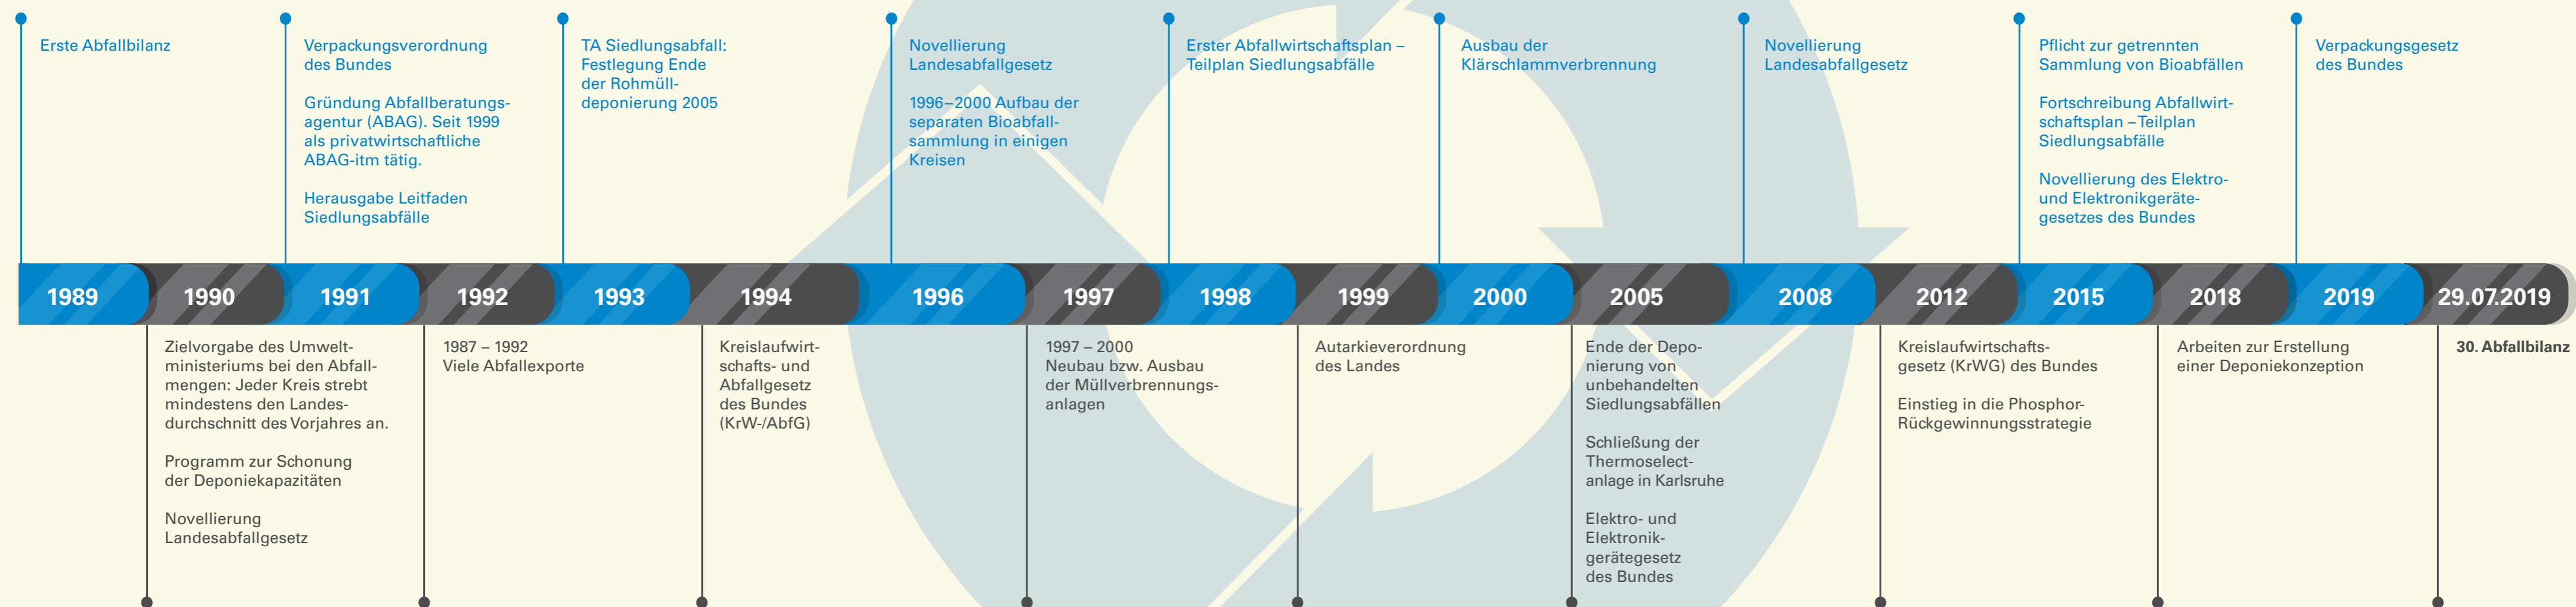 Erste Abfallbilanz
Verpackungsverordnung
des Bundes
Gründung Abfallberatungs-
agentur (ABAG). Seit 1999
als privatwirtschaftliche
ABAG-itm tätig.
Herausgabe Leitfaden
Siedlungsabfälle
TA Siedlungsabfall:
Festlegung Ende
der Rohmüll-
deponierung 2005
Novellierung
Landesabfallgesetz
1996–2000 Aufbau der
separaten Bioabfall-
sammlung in einigen
Kreisen
Erster Abfallwirtschaftsplan –
Teilplan Siedlungsabfälle
Ausbau der
Klärschlammverbrennung
Novellierung
Landesabfallgesetz
Pflicht zur getrennten
Sammlung von Bioabfällen
Fortschreibung Abfallwirt-
schaftsplan – Teilplan
Siedlungsabfälle
Novellierung des Elektro-
und Elektronikgeräte-
gesetzes des Bundes
Verpackungsgesetz
des Bundes
1989 1990 1991 1992 1993 1994 1996 1997 1998 1999 2000 2005 2008 2012 2015 2018 2019 29.07.2019
Zielvorgabe des Umwelt-
ministeriums bei den Abfall-
mengen: Jeder Kreis strebt
mindestens den Landes-
durchschnitt des Vorjahres an.
Programm zur Schonung
der Deponiekapazitäten
Novellierung
Landesabfallgesetz
1987 – 1992
Viele Abfallexporte
Kreislaufwirt-
schafts- und
Abfallgesetz
des Bundes
(KrW-/AbfG)
1997 – 2000
Neubau bzw. Ausbau
der Müllverbrennungs-
anlagen
Autarkieverordnung
des Landes
Ende der Depo-
nierung von
unbehandelten
Siedlungsabfällen
Schließung der
Thermoselect-
anlage in Karlsruhe
Elektro- und
Elektronik-
gerätegesetz
des Bundes
Kreislaufwirtschafts-
gesetz (KrWG) des Bundes
Einstieg in die Phosphor-
Rückgewinnungsstrategie
Arbeiten zur Erstellung
einer Deponiekonzeption
30. Abfallbilanz